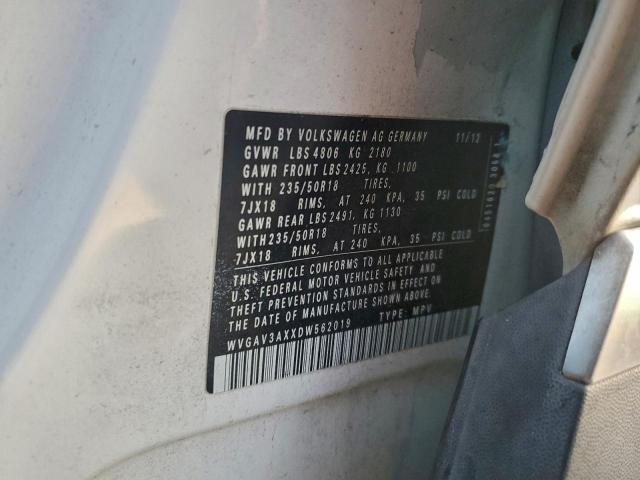 MFD BY VOLKSWAGEN AG GERMANY 11/12
GVWR LBS 4806 KG 2180
GAWR FRONT LBS 2425, KG 1100
WITH 235/50R18 TIRES,
7JX18 RIMS, AT 240 KPA, 35 PSI COLD
GAWR REAR LBS 2491, KG 1130
WITH235/50R18 TIRES,
7JX18 RIMS, AT 240 KPA, 35 PSI COLD
THIS VEHICLE CONFORMS TO ALL APPLICABLE
U.S. FEDERAL MOTOR VEHICLE SAFETY AND
THEFT PREVENTION STANDARDS IN EFFECT ON
THE DATE OF MANUFACTURE SHOWN ABOVE.
WVGAV3AXXDW562019 TYPE: MPV